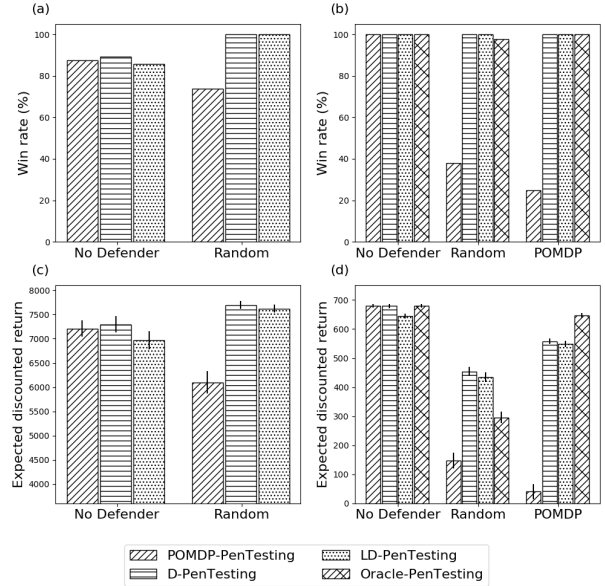 (a)
Win rate (%)
100
80
60
40
20
0
No Defender
Random
(b)
Win rate (%)
100
80
60
40
20
0
No Defender
Random
POMDP
(c)
Expected discounted return
8000
7500
7000
6500
6000
5500
5000
4500
4000
No Defender
Random
(d)
Expected discounted return
700
600
500
400
300
200
100
0
No Defender
Random
POMDP
POMDP-PenTesting
D-PenTesting
LD-PenTesting
Oracle-PenTesting